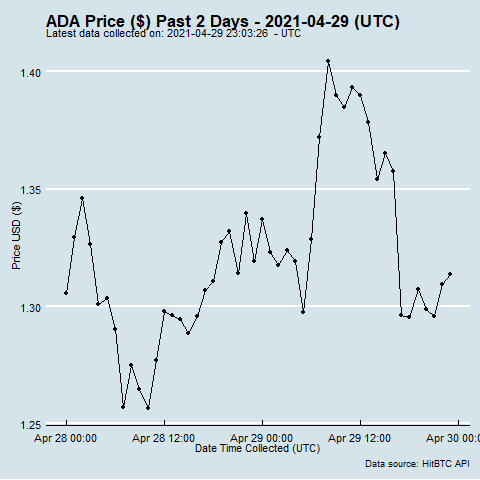 ADA Price ($) Past 2 Days - 2021-04-29 (UTC)
Latest data collected on: 2021-04-29 23:03:26 - UTC
1.40
1.35
1.30
1.25
Price USD ($)
Apr 28 00:00 Apr 28 12:00 Apr 29 00:00 Apr 29 12:00 Apr 30 00:00
Date Time Collected (UTC)
Data source: HitBTC API